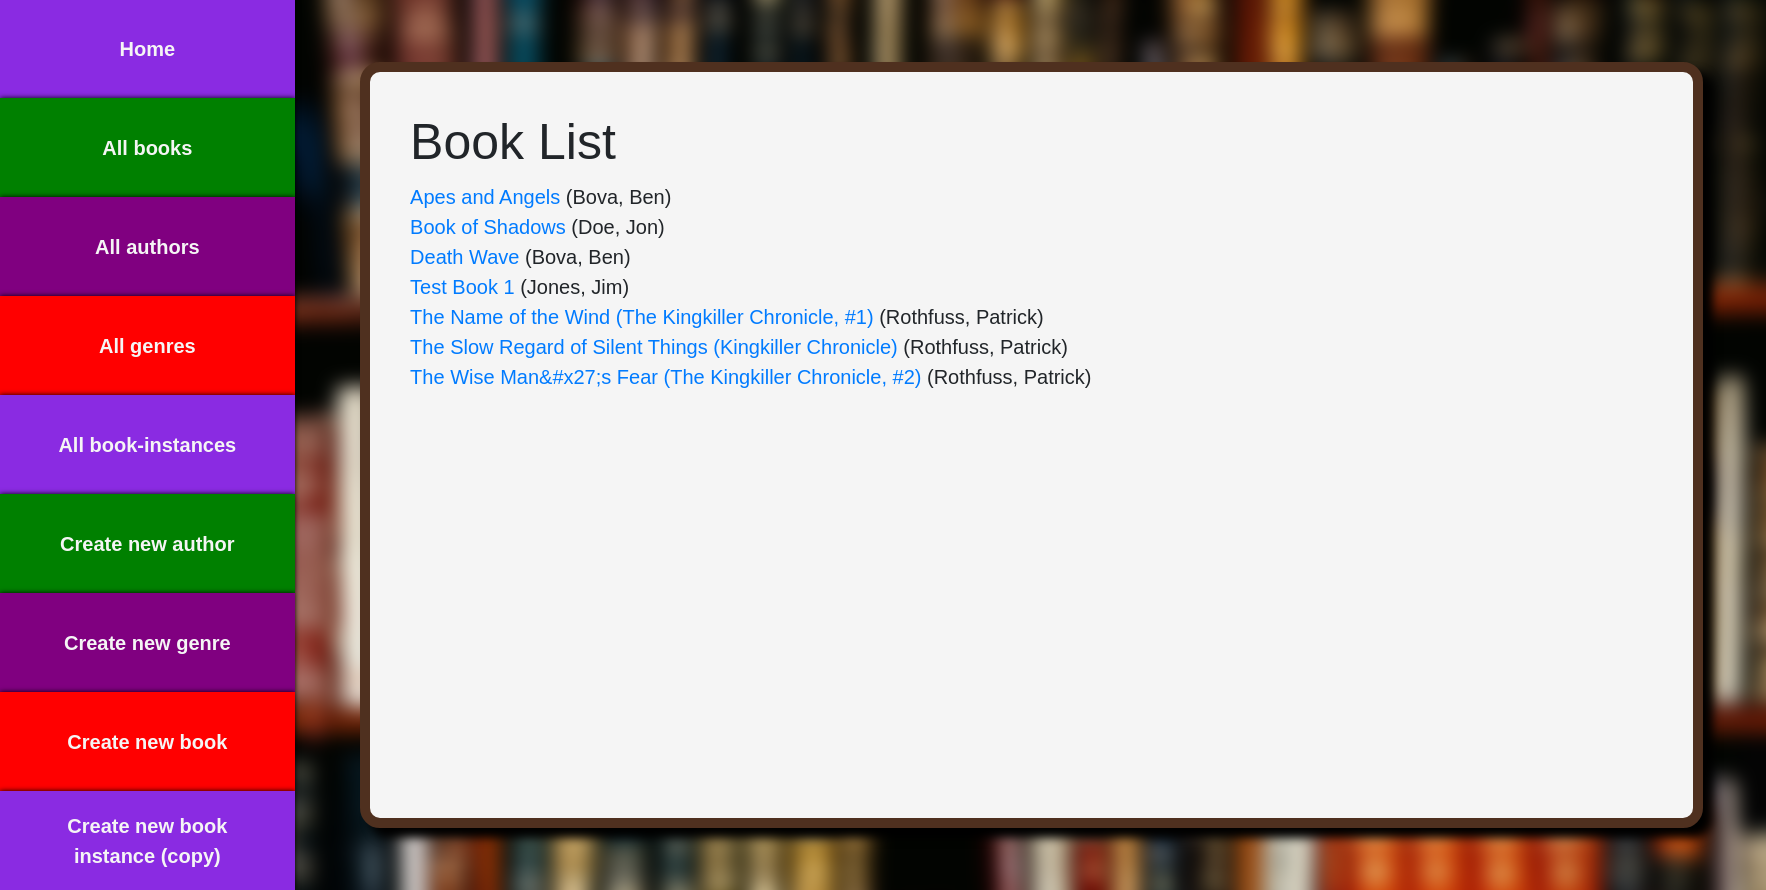 Home
All books
All authors
All genres
All book-instances
Create new author
Create new genre
Create new book
Create new book
instance (copy)
Book List
Apes and Angels (Bova, Ben)
Book of Shadows (Doe, Jon)
Death Wave (Bova, Ben)
Test Book 1 (Jones, Jim)
The Name of the Wind (The Kingkiller Chronicle, #1) (Rothfuss, Patrick)
The Slow Regard of Silent Things (Kingkiller Chronicle) (Rothfuss, Patrick)
The Wise Man&#x27;s Fear (The Kingkiller Chronicle, #2) (Rothfuss, Patrick)